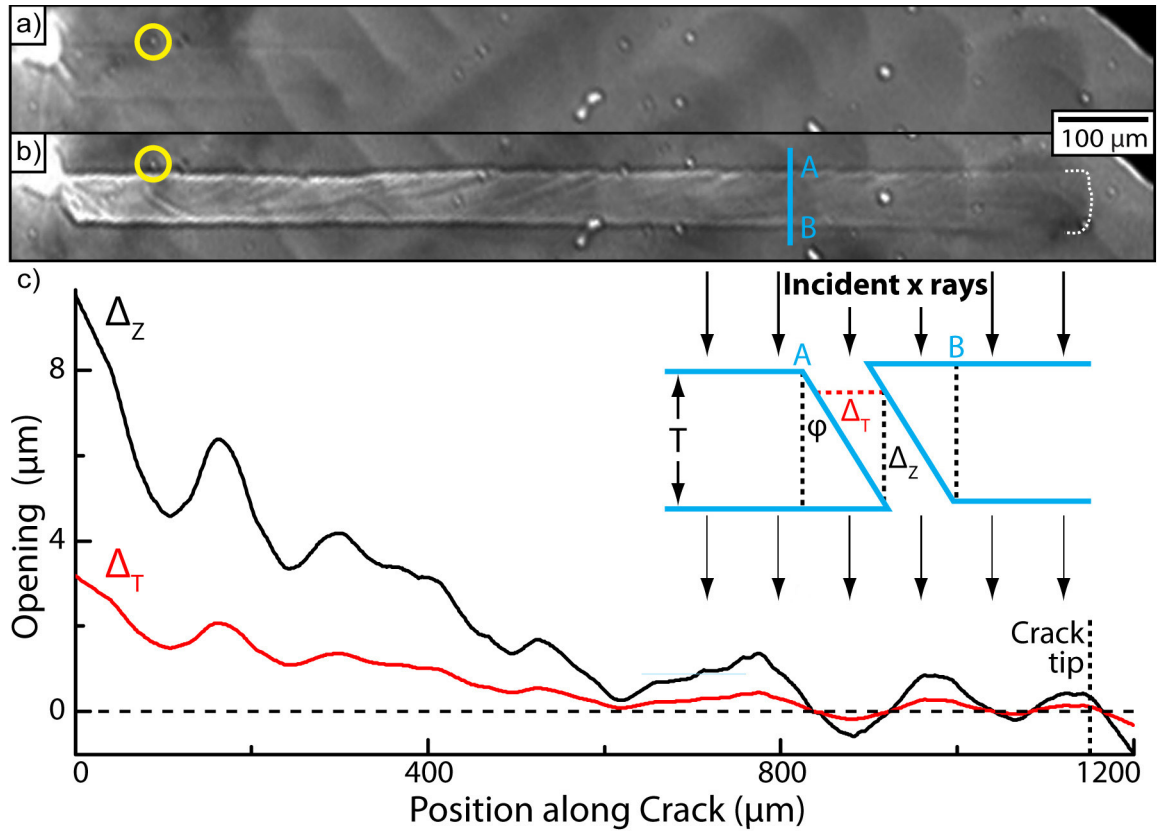 a)
100 µm
b)
A
B
c)
Incident x rays
Δ_Z
8
A
B
Δ_T
T
φ
Δ_Z
4
Δ_T
Opening (µm)
Crack
tip
0
0
400
800
1200
Position along Crack (µm)